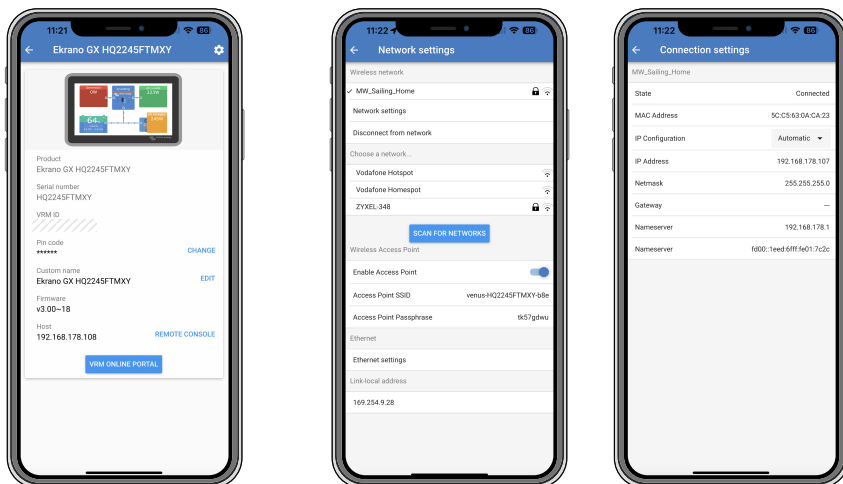 11:21
86
Ekrano GX HQ2245FTMXY
Product
Ekrano GX HQ2245FTMXY
Serial number
HQ2245FTMXY
VRM ID
Pin code
******
CHANGE
Custom name
Ekrano GX HQ2245FTMXY
EDIT
Firmware
v3.00~18
Host
192.168.178.108
REMOTE CONSOLE
VRM ONLINE PORTAL
11:22
86
Network settings
Wireless network
MW_Sailing_Home
Network settings
Disconnect from network
Choose a network...
Vodafone Hotspot
Vodafone Homespot
ZYXEL-348
SCAN FOR NETWORKS
Wireless Access Point
Enable Access Point
Access Point SSID venus-HQ2245FTMXY-b8e
Access Point Passphrase tk57gdwu
Ethernet
Ethernet settings
Link-local address
169.254.9.28
11:22
86
Connection settings
MW_Sailing_Home
State Connected
MAC Address 5C:C5:63:0A:CA:23
IP Configuration Automatic
IP Address 192.168.178.107
Netmask 255.255.255.0
Gateway ---
Nameserver 192.168.178.1
Nameserver fd00::1eed:6fff:fe01:7c2c